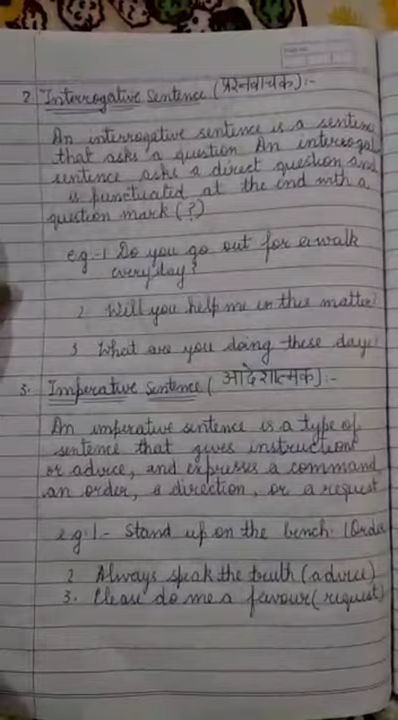 2. Interrogative Sentence (प्रश्नवाचक):-
An interrogative sentence is a sentence
that asks a question An interrogat
sentence asks a direct question and
is punctuated at the end with a
question mark (?)
e.g.-1 Do you go out for a walk
everyday?
2. Will you help me in this matter?
3 What are you doing these days
3. Imperative Sentence (आदेशात्मक):-
An imperative sentence is a type of
sentence that gives instructions
or advice, and expresses a command
an order, a direction, or a request
e.g. 1.- Stand up on the bench. (Order
2 Always speak the truth (advice)
3. Please do me a favour (request)